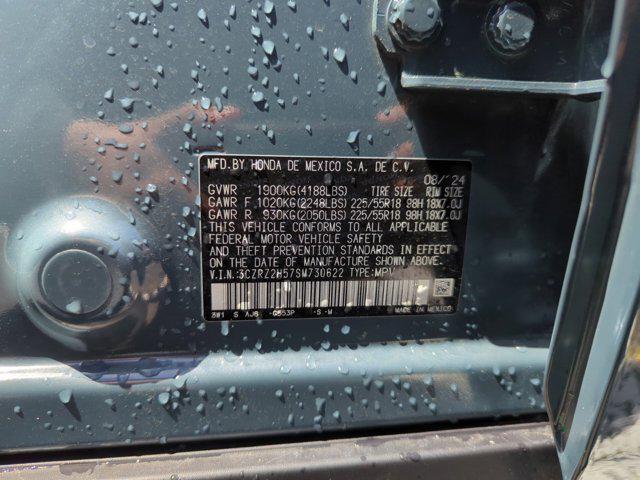 MFD.BY HONDA DE MEXICO S.A. DE C.V.
08/24
GVWR 1900KG(4188LBS) TIRE SIZE RIM SIZE
GAWR F 1020KG(2248LBS) 225/55R18 98H 18X7.0J
GAWR R 930KG(2050LBS) 225/55R18 98H 18X7.0J
THIS VEHICLE CONFORMS TO ALL APPLICABLE
FEDERAL MOTOR VEHICLE SAFETY
AND THEFT PREVENTION STANDARDS IN EFFECT
ON THE DATE OF MANUFACTURE SHOWN ABOVE.
V.I.N.:3CZRZ2H57SM730622 TYPE:MPV
3W1 S AJ6 -G553P -S-M MADE IN MEXICO